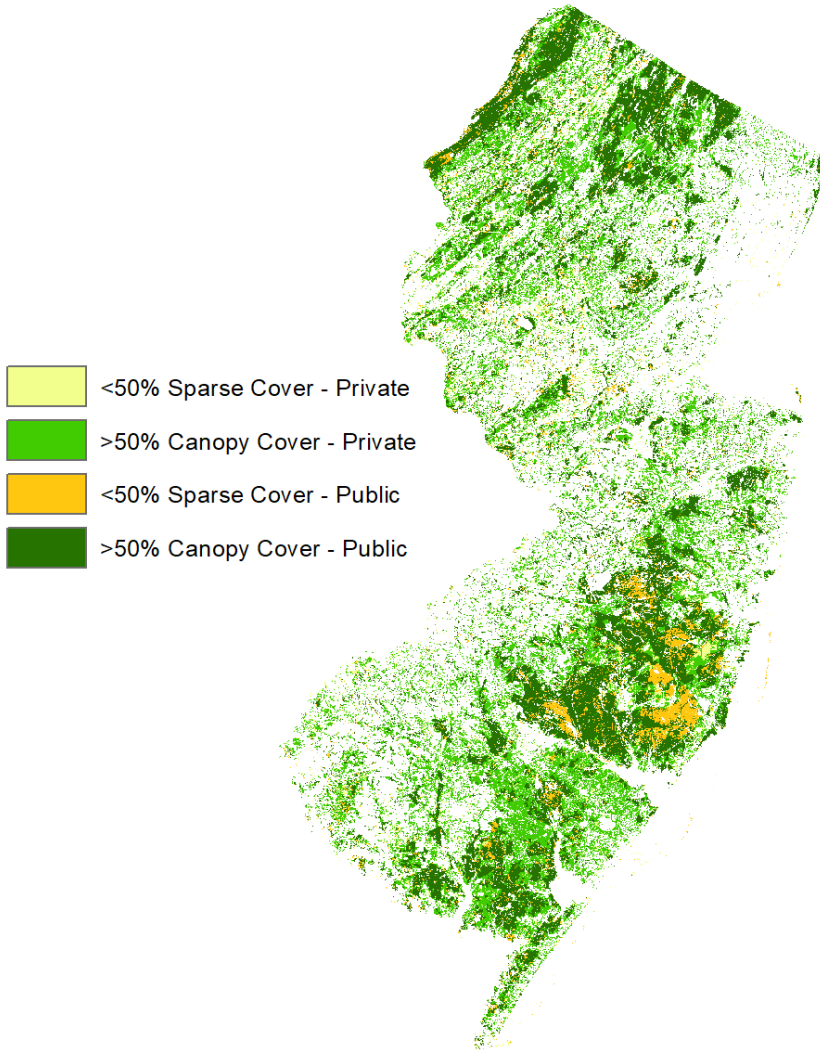 <50% Sparse Cover - Private
>50% Canopy Cover - Private
<50% Sparse Cover - Public
>50% Canopy Cover - Public